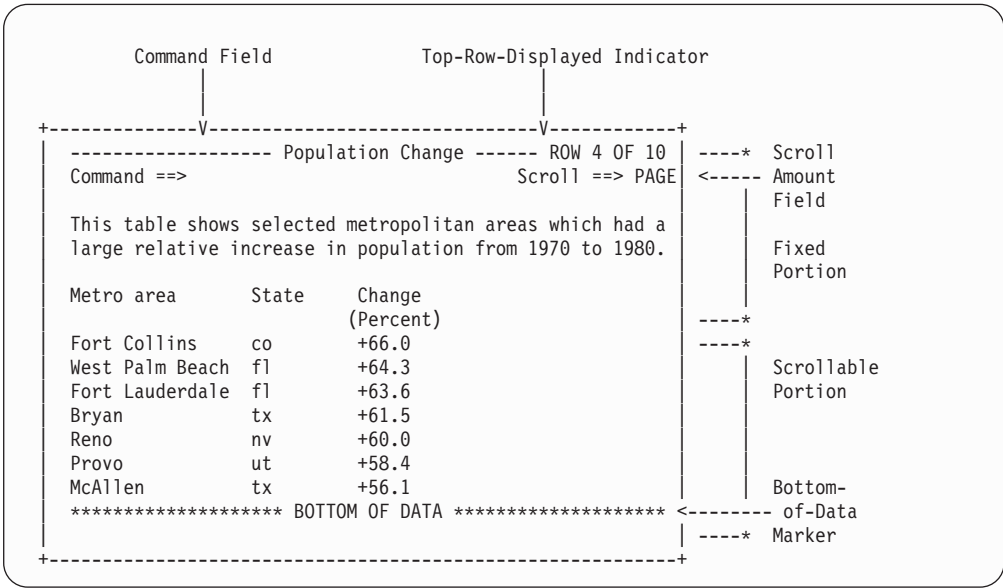 Command Field Top-Row-Displayed Indicator
+--------------V-------------------------------V------------+
------------------ Population Change ------ ROW 4 OF 10 | ----* Scroll
Command ==> Scroll ==> PAGE| <----- Amount
Field
This table shows selected metropolitan areas which had a
large relative increase in population from 1970 to 1980. Fixed
Portion
Metro area State Change
(Percent) | ----*
Fort Collins co +66.0 | ----*
West Palm Beach fl +64.3 Scrollable
Fort Lauderdale fl +63.6 Portion
Bryan tx +61.5
Reno nv +60.0
Provo ut +58.4
McAllen tx +56.1 Bottom-
******************** BOTTOM OF DATA ******************** <-------- of-Data
| ----* Marker
+------------------------------------------------------------+